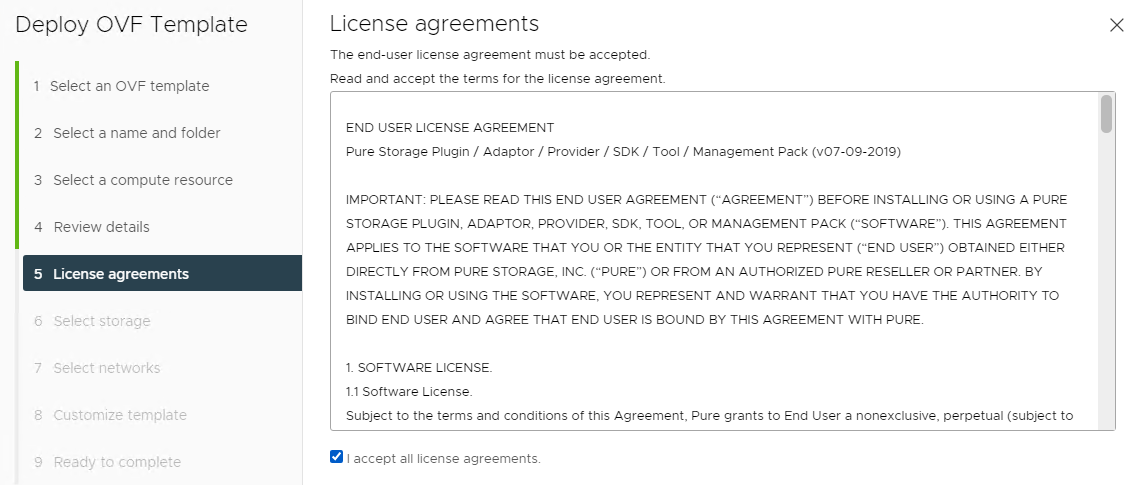 Deploy OVF Template
1 Select an OVF template
2 Select a name and folder
3 Select a compute resource
4 Review details
5 License agreements
6 Select storage
7 Select networks
8 Customize template
9 Ready to complete
License agreements
The end-user license agreement must be accepted.
Read and accept the terms for the license agreement.
END USER LICENSE AGREEMENT
Pure Storage Plugin / Adaptor / Provider / SDK / Tool / Management Pack (v07-09-2019)
IMPORTANT: PLEASE READ THIS END USER AGREEMENT (“AGREEMENT”) BEFORE INSTALLING OR USING A PURE
STORAGE PLUGIN, ADAPTOR, PROVIDER, SDK, TOOL, OR MANAGEMENT PACK (“SOFTWARE”). THIS AGREEMENT
APPLIES TO THE SOFTWARE THAT YOU OR THE ENTITY THAT YOU REPRESENT (“END USER”) OBTAINED EITHER
DIRECTLY FROM PURE STORAGE, INC. (“PURE”) OR FROM AN AUTHORIZED PURE RESELLER OR PARTNER. BY
INSTALLING OR USING THE SOFTWARE, YOU REPRESENT AND WARRANT THAT YOU HAVE THE AUTHORITY TO
BIND END USER AND AGREE THAT END USER IS BOUND BY THIS AGREEMENT WITH PURE.
1. SOFTWARE LICENSE.
1.1 Software License.
Subject to the terms and conditions of this Agreement, Pure grants to End User a nonexclusive, perpetual (subject to
I accept all license agreements.